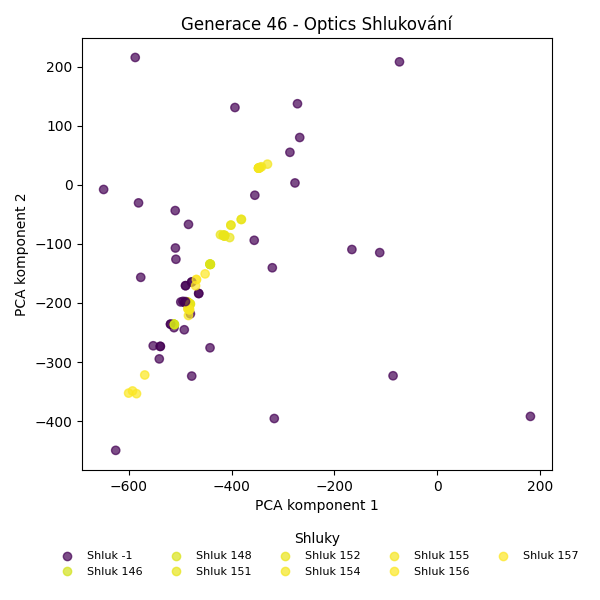 Generace 46 - Optics Shlukování
200
100
0
−100
−200
−300
−400
PCA komponent 2
−600
−400
−200
0
200
PCA komponent 1
Shluky
Shluk -1
Shluk 148
Shluk 152
Shluk 155
Shluk 157
Shluk 146
Shluk 151
Shluk 154
Shluk 156